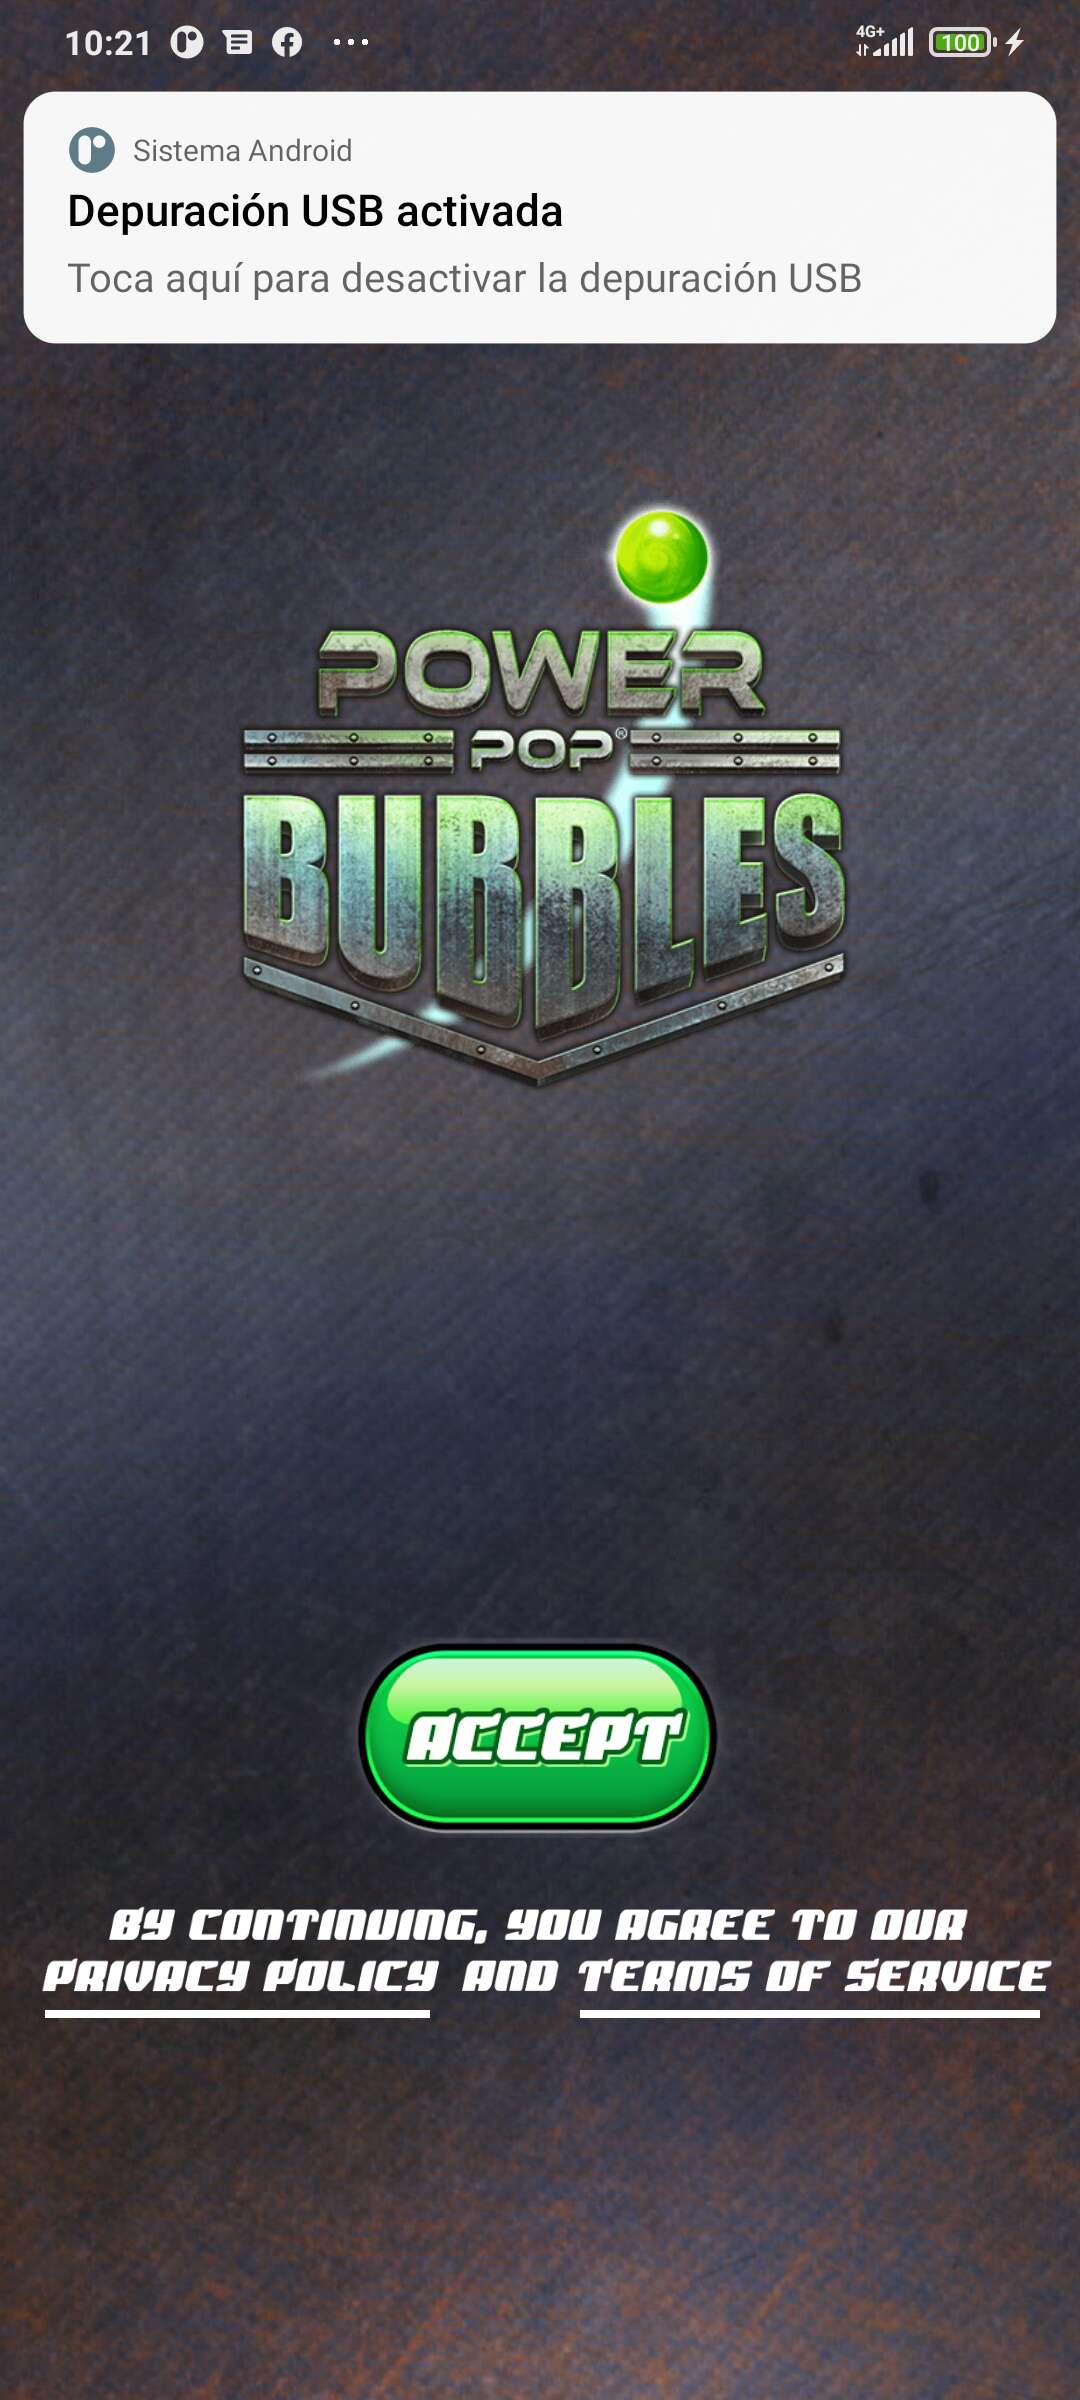 10:21
4G+
100
Sistema Android
Depuración USB activada
Toca aquí para desactivar la depuración USB
POWER
POP®
BUBBLES
ACCEPT
BY CONTINUING, YOU AGREE TO OUR
PRIVACY POLICY AND TERMS OF SERVICE